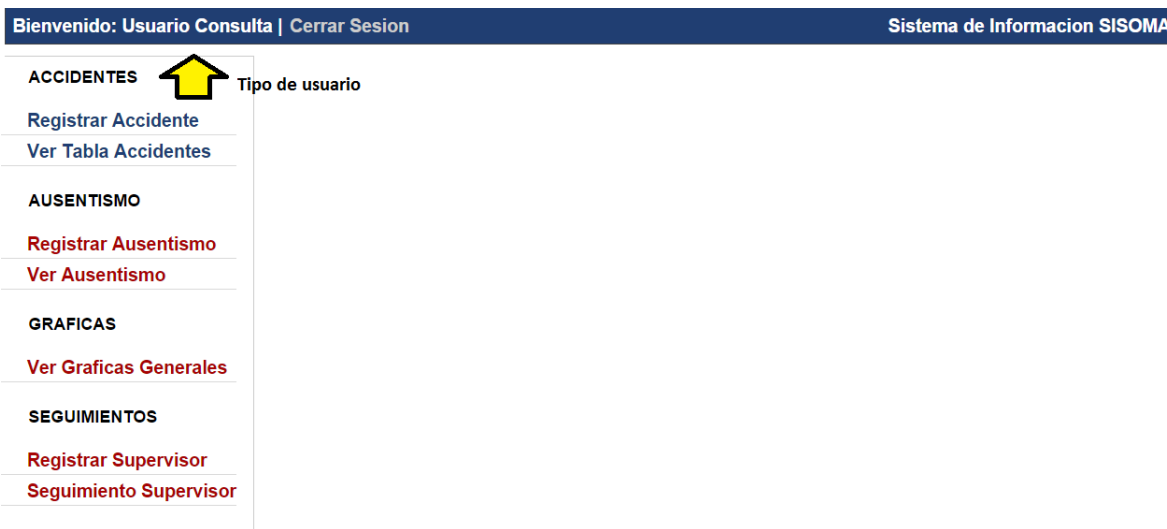 Bienvenido: Usuario Consulta | Cerrar Sesion
Sistema de Informacion SISOMA
ACCIDENTES
Tipo de usuario
Registrar Accidente
Ver Tabla Accidentes
AUSENTISMO
Registrar Ausentismo
Ver Ausentismo
GRAFICAS
Ver Graficas Generales
SEGUIMIENTOS
Registrar Supervisor
Seguimiento Supervisor